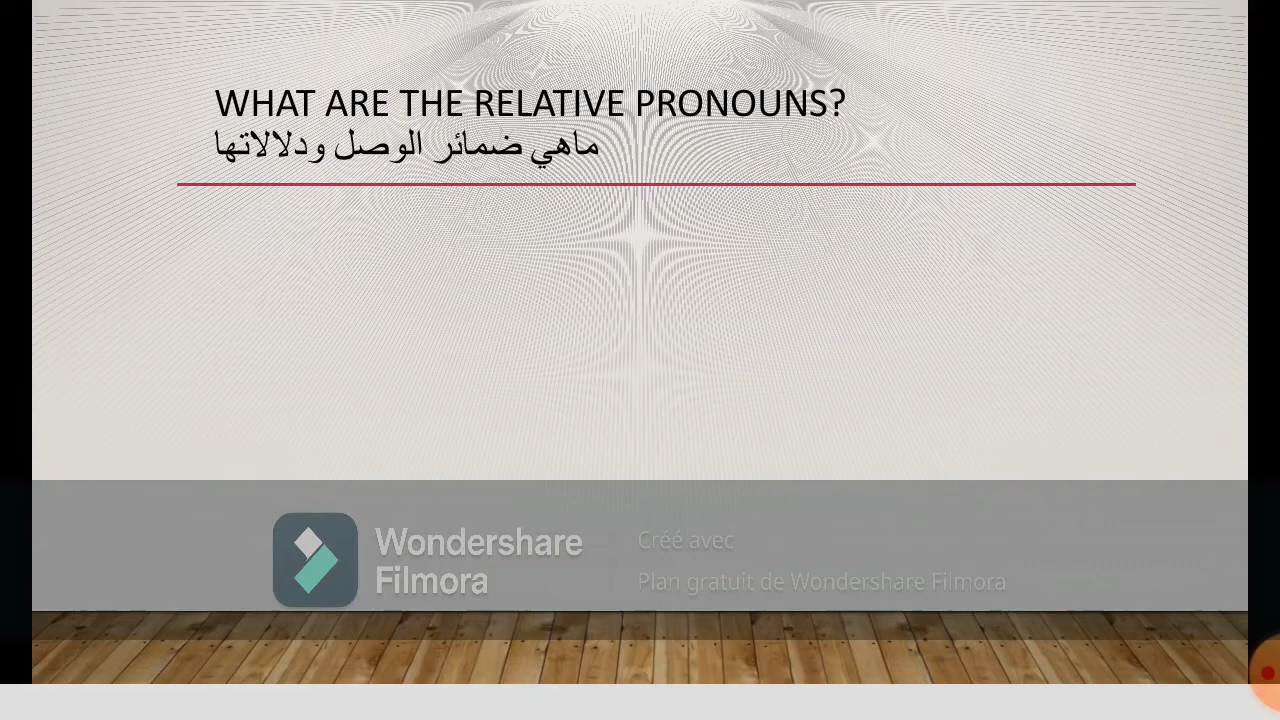 WHAT ARE THE RELATIVE PRONOUNS?
ماهي ضمائر الوصل ودلالاتها
Wondershare
Filmora
Créé avec
Plan gratuit de Wondershare Filmora